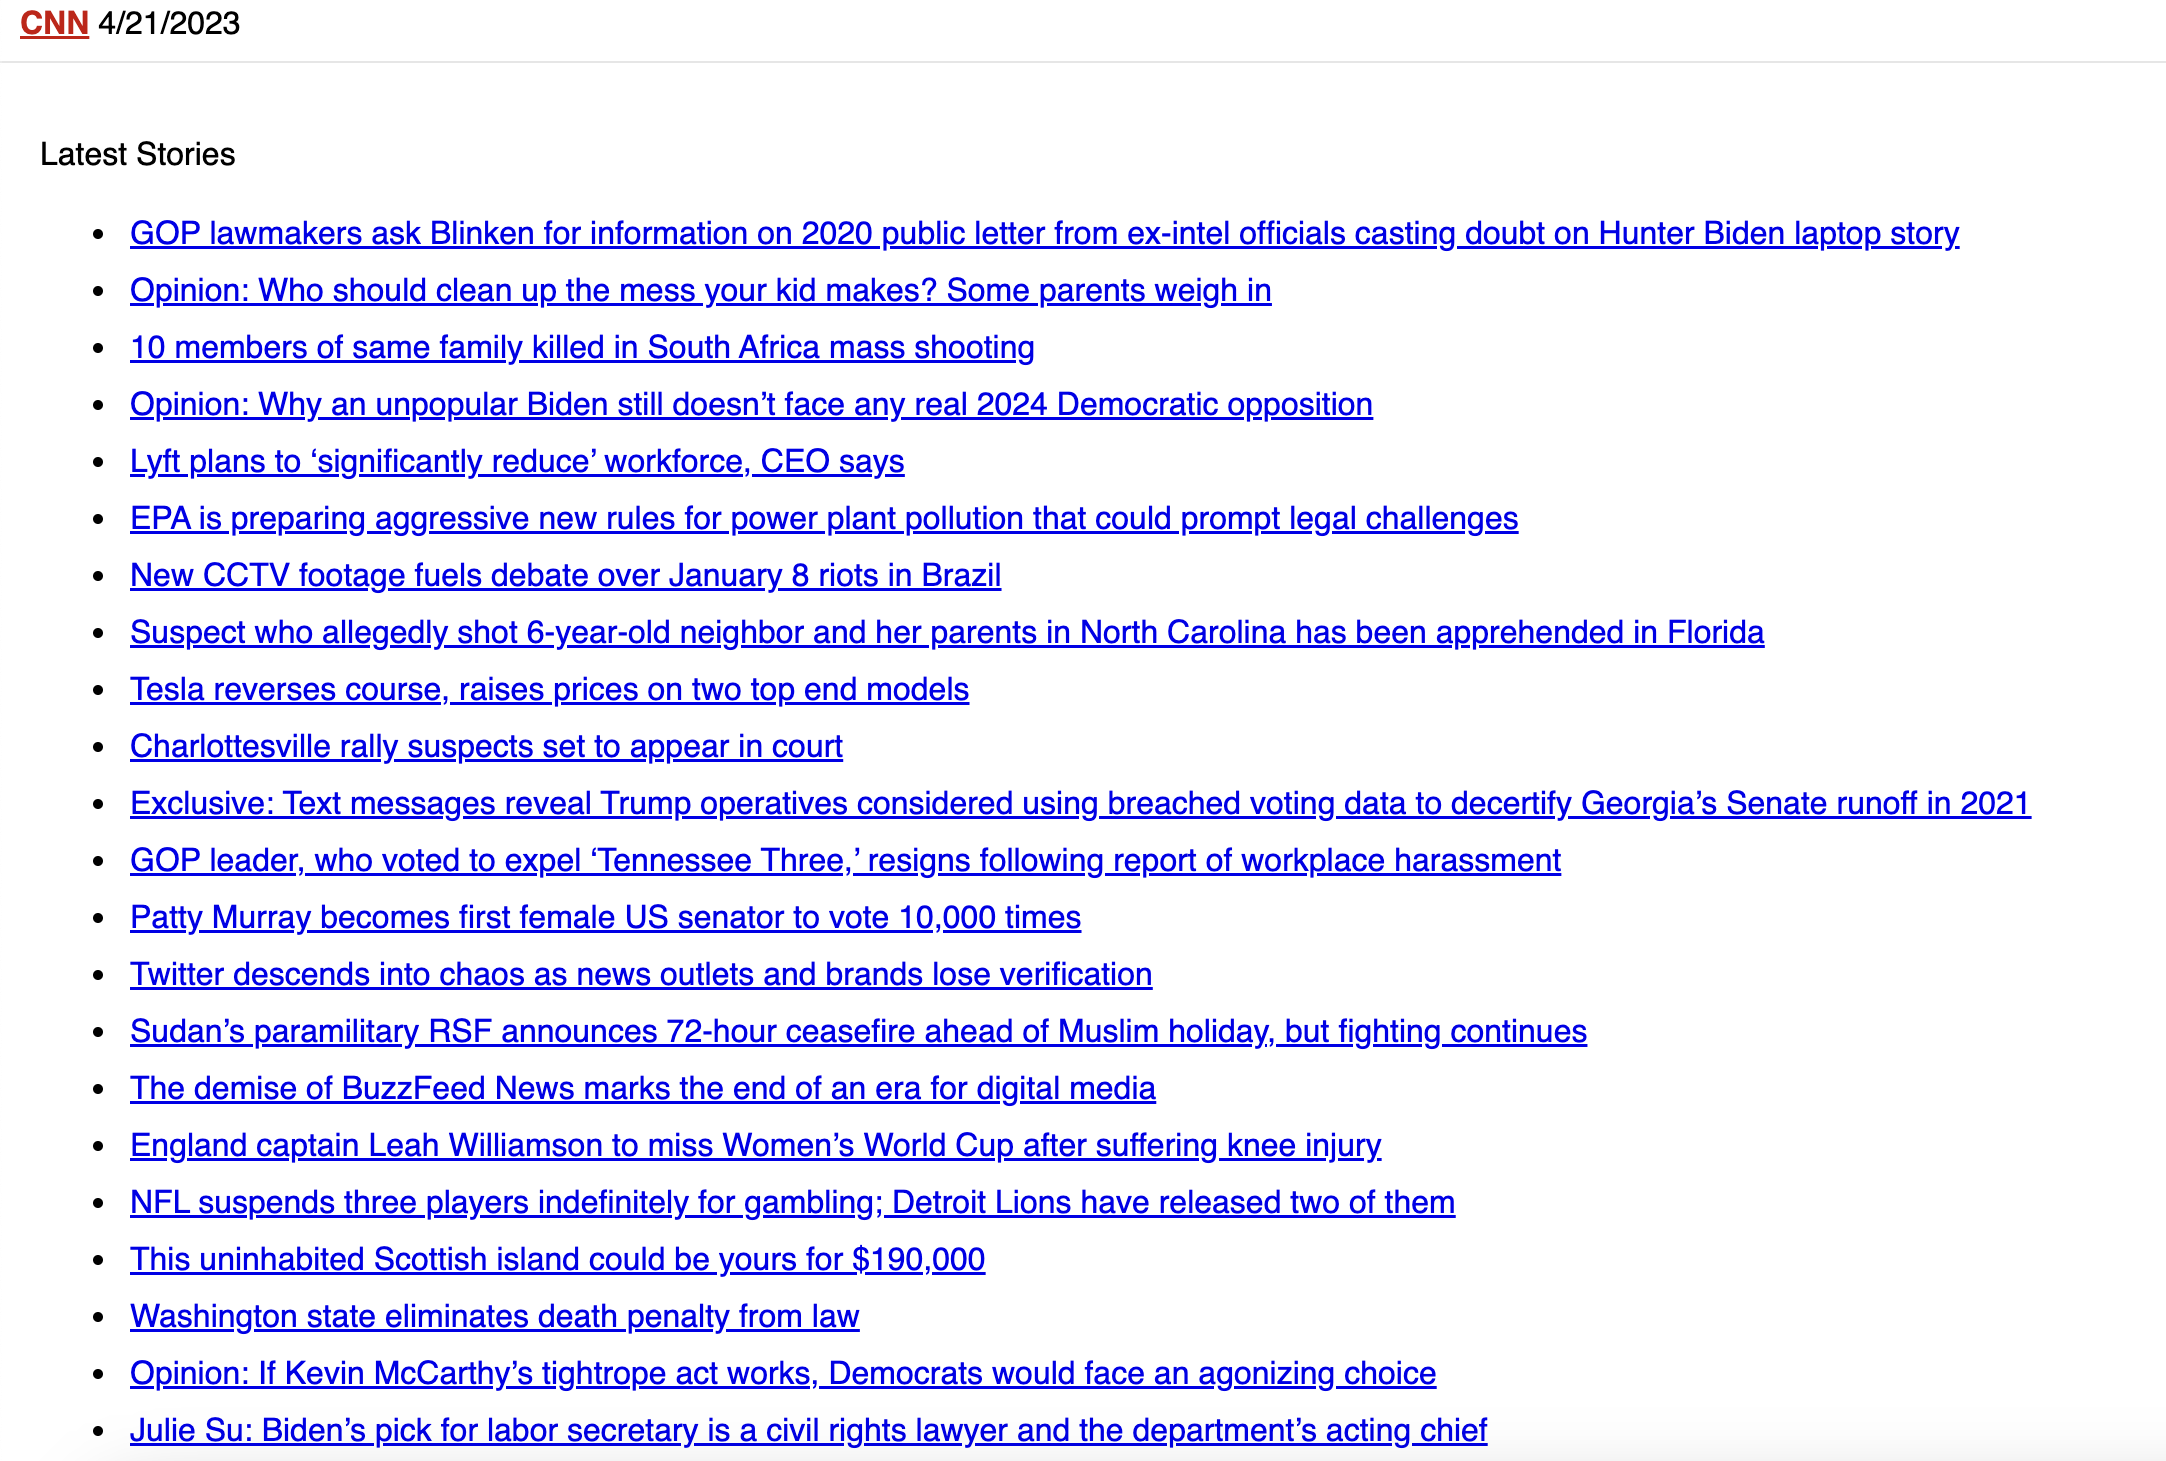 CNN 4/21/2023
Latest Stories
GOP lawmakers ask Blinken for information on 2020 public letter from ex-intel officials casting doubt on Hunter Biden laptop story
Opinion: Who should clean up the mess your kid makes? Some parents weigh in
10 members of same family killed in South Africa mass shooting
Opinion: Why an unpopular Biden still doesn’t face any real 2024 Democratic opposition
Lyft plans to ‘significantly reduce’ workforce, CEO says
EPA is preparing aggressive new rules for power plant pollution that could prompt legal challenges
New CCTV footage fuels debate over January 8 riots in Brazil
Suspect who allegedly shot 6-year-old neighbor and her parents in North Carolina has been apprehended in Florida
Tesla reverses course, raises prices on two top end models
Charlottesville rally suspects set to appear in court
Exclusive: Text messages reveal Trump operatives considered using breached voting data to decertify Georgia’s Senate runoff in 2021
GOP leader, who voted to expel ‘Tennessee Three,’ resigns following report of workplace harassment
Patty Murray becomes first female US senator to vote 10,000 times
Twitter descends into chaos as news outlets and brands lose verification
Sudan’s paramilitary RSF announces 72-hour ceasefire ahead of Muslim holiday, but fighting continues
The demise of BuzzFeed News marks the end of an era for digital media
England captain Leah Williamson to miss Women’s World Cup after suffering knee injury
NFL suspends three players indefinitely for gambling; Detroit Lions have released two of them
This uninhabited Scottish island could be yours for $190,000
Washington state eliminates death penalty from law
Opinion: If Kevin McCarthy’s tightrope act works, Democrats would face an agonizing choice
Julie Su: Biden’s pick for labor secretary is a civil rights lawyer and the department’s acting chief